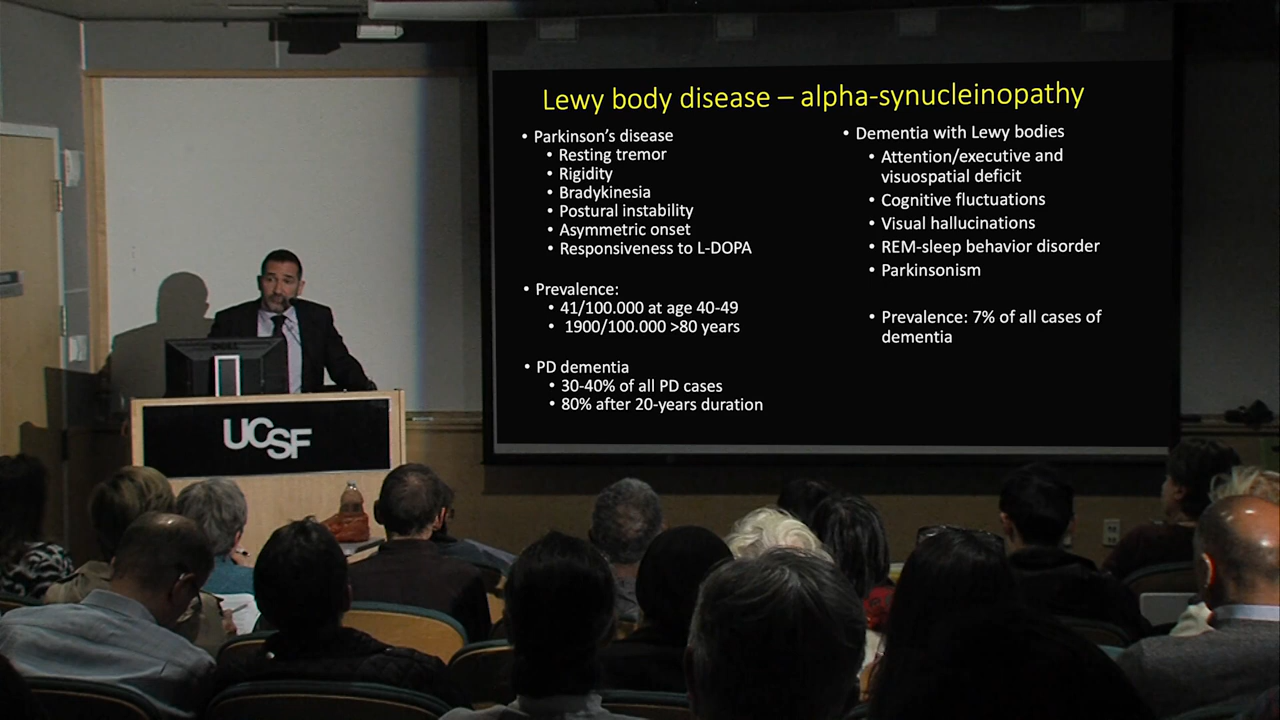 Lewy body disease – alpha-synucleinopathy
• Parkinson’s disease
• Resting tremor
• Rigidity
• Bradykinesia
• Postural instability
• Asymmetric onset
• Responsiveness to L-DOPA
• Prevalence:
• 41/100.000 at age 40-49
• 1900/100.000 >80 years
• PD dementia
• 30-40% of all PD cases
• 80% after 20-years duration
• Dementia with Lewy bodies
• Attention/executive and
visuospatial deficit
• Cognitive fluctuations
• Visual hallucinations
• REM-sleep behavior disorder
• Parkinsonism
• Prevalence: 7% of all cases of
dementia
UCSF